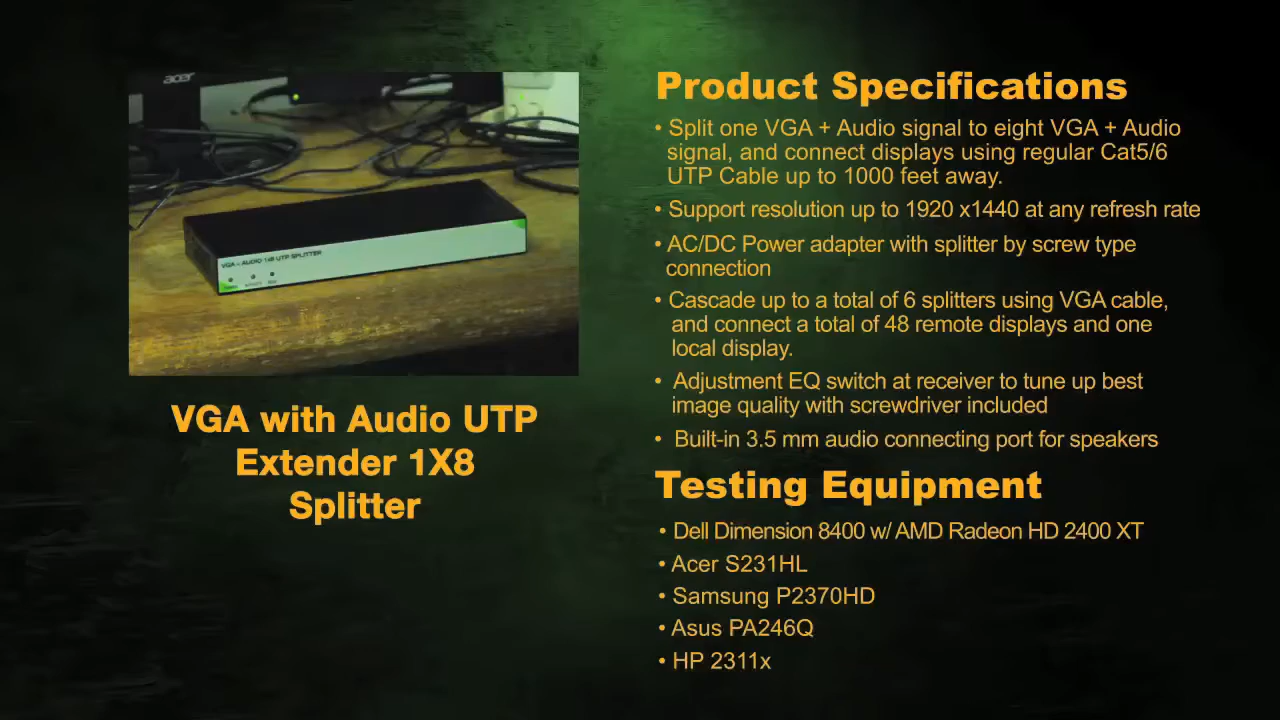 acer
VGA + AUDIO 1x8 UTP SPLITTER
VGA with Audio UTP
Extender 1X8
Splitter
Product Specifications
• Split one VGA + Audio signal to eight VGA + Audio
signal, and connect displays using regular Cat5/6
UTP Cable up to 1000 feet away.
• Support resolution up to 1920 x1440 at any refresh rate
• AC/DC Power adapter with splitter by screw type
connection
• Cascade up to a total of 6 splitters using VGA cable,
and connect a total of 48 remote displays and one
local display.
• Adjustment EQ switch at receiver to tune up best
image quality with screwdriver included
• Built-in 3.5 mm audio connecting port for speakers
Testing Equipment
• Dell Dimension 8400 w/ AMD Radeon HD 2400 XT
• Acer S231HL
• Samsung P2370HD
• Asus PA246Q
• HP 2311x